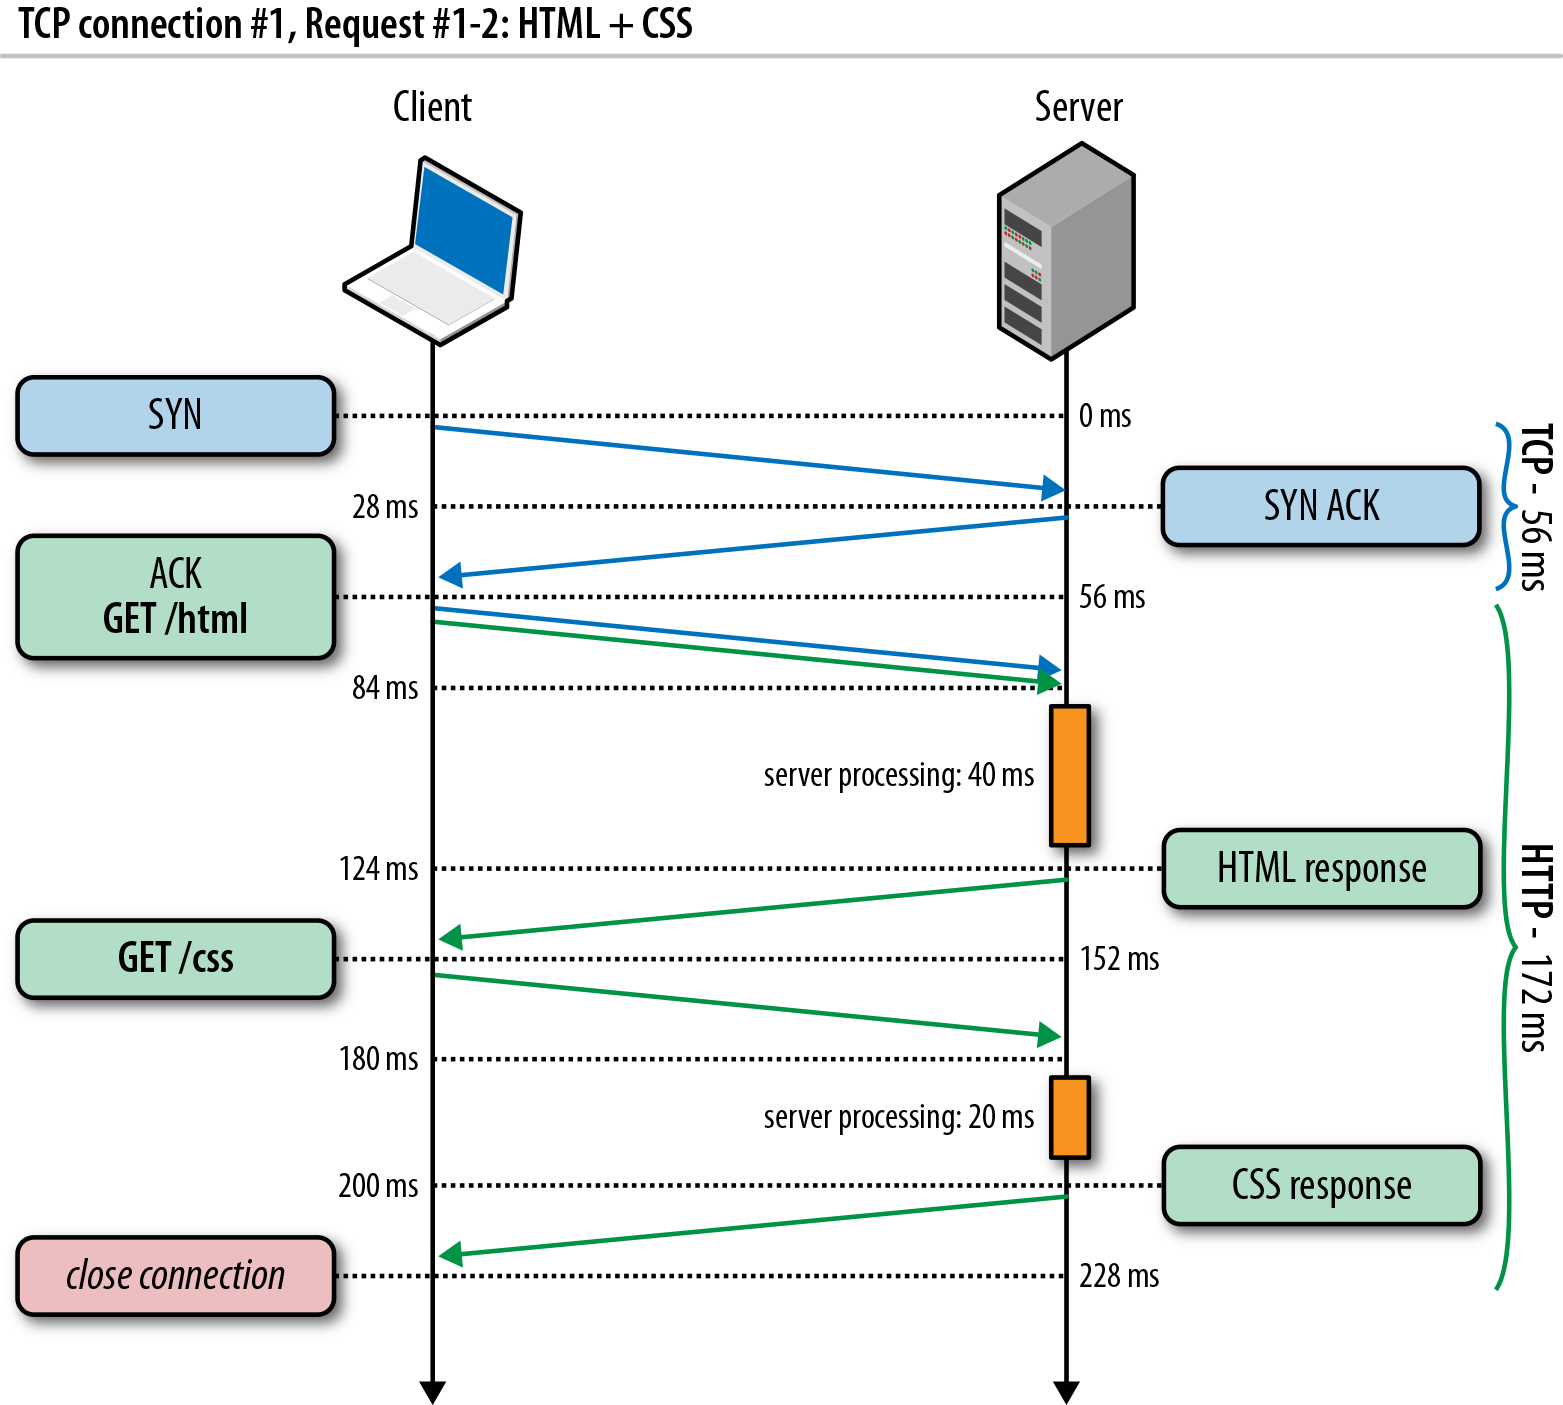 TCP connection #1, Request #1-2: HTML + CSS
Client
Server
SYN
0 ms
28 ms
SYN ACK
TCP - 56 ms
ACK
GET /html
56 ms
84 ms
server processing: 40 ms
124 ms
HTML response
HTTP - 172 ms
GET /css
152 ms
180 ms
server processing: 20 ms
200 ms
CSS response
close connection
228 ms